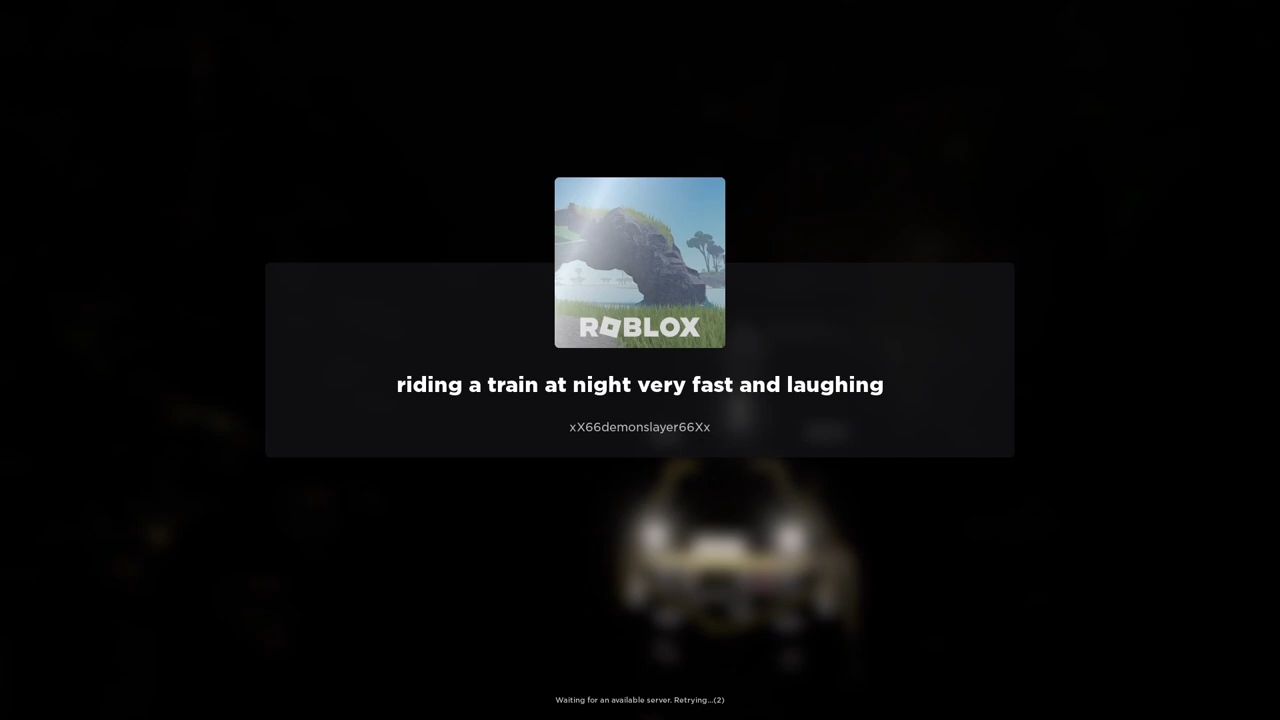 ROBLOX
riding a train at night very fast and laughing
xX66demonslayer66Xx
Waiting for an available server. Retrying...(2)